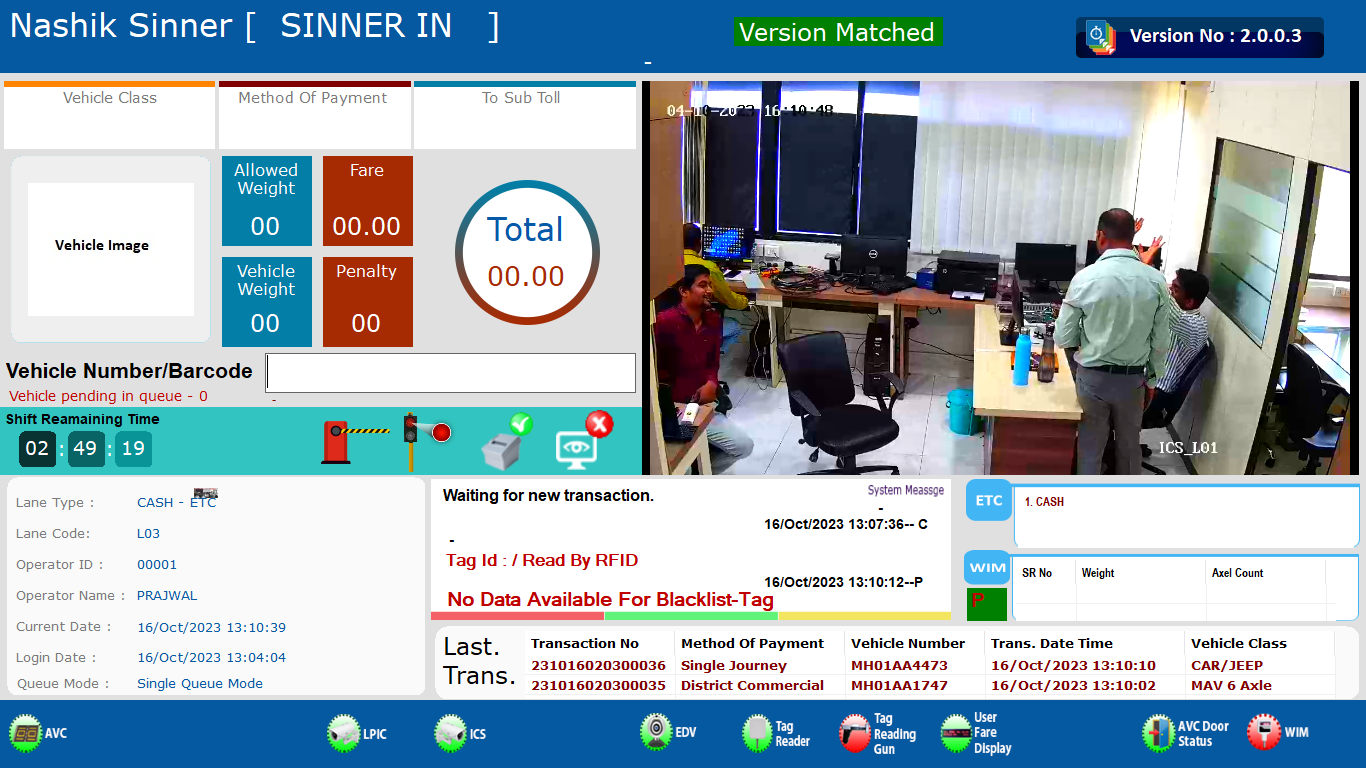 Nashik Sinner [ SINNER IN ]
Version Matched
Version No : 2.0.0.3
-
Vehicle Class
Method Of Payment
To Sub Toll
Vehicle Image
Allowed Weight
00
Fare
00.00
Vehicle Weight
00
Penalty
00
Total
00.00
Vehicle Number/Barcode
Vehicle pending in queue - 0
-
Shift Reamaining Time
02 : 49 : 19
16:10:48
ICS_L01
Lane Type : CASH - ETC
Lane Code: L03
Operator ID : 00001
Operator Name : PRAJWAL
Current Date : 16/Oct/2023 13:10:39
Login Date : 16/Oct/2023 13:04:04
Queue Mode : Single Queue Mode
Waiting for new transaction.
System Meassge
-
16/Oct/2023 13:07:36-- C
-
Tag Id : / Read By RFID
16/Oct/2023 13:10:12--P
No Data Available For Blacklist-Tag
ETC
1. CASH
WIM
P
SR No Weight Axel Count
Last. Trans.
Transaction No Method Of Payment Vehicle Number Trans. Date Time Vehicle Class
231016020300036 Single Journey MH01AA4473 16/Oct/2023 13:10:10 CAR/JEEP
231016020300035 District Commercial MH01AA1747 16/Oct/2023 13:10:02 MAV 6 Axle
AVC
LPIC
ICS
EDV
Tag Reader
Tag Reading Gun
User Fare Display
AVC Door Status
WIM